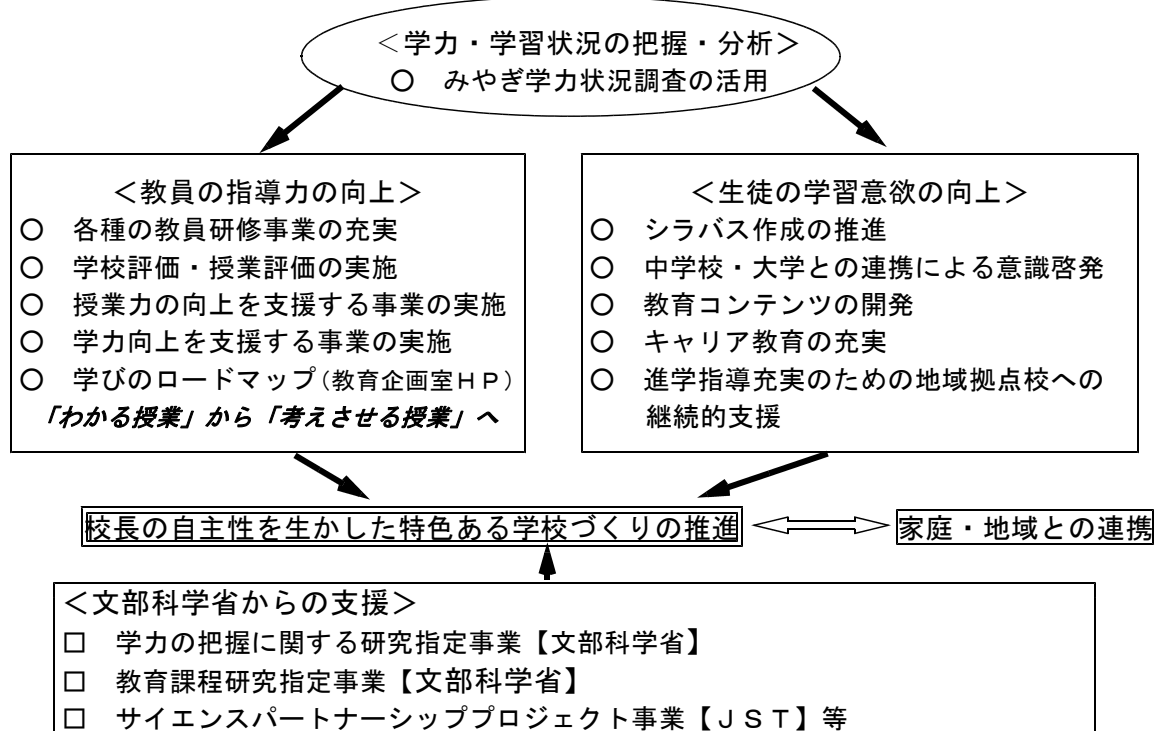 ＜学力・学習状況の把握・分析＞
○　みやぎ学力状況調査の活用
＜教員の指導力の向上＞
○　各種の教員研修事業の充実
○　学校評価・授業評価の実施
○　授業力の向上を支援する事業の実施
○　学力向上を支援する事業の実施
○　学びのロードマップ（教育企画室ＨＰ）
「わかる授業」から「考えさせる授業」へ
＜生徒の学習意欲の向上＞
○　シラバス作成の推進
○　中学校・大学との連携による意識啓発
○　教育コンテンツの開発
○　キャリア教育の充実
○　進学指導充実のための地域拠点校への
継続的支援
校長の自主性を生かした特色ある学校づくりの推進
家庭・地域との連携
＜文部科学省からの支援＞
□　学力の把握に関する研究指定事業【文部科学省】
□　教育課程研究指定事業【文部科学省】
□　サイエンスパートナーシッププロジェクト事業【ＪＳＴ】等